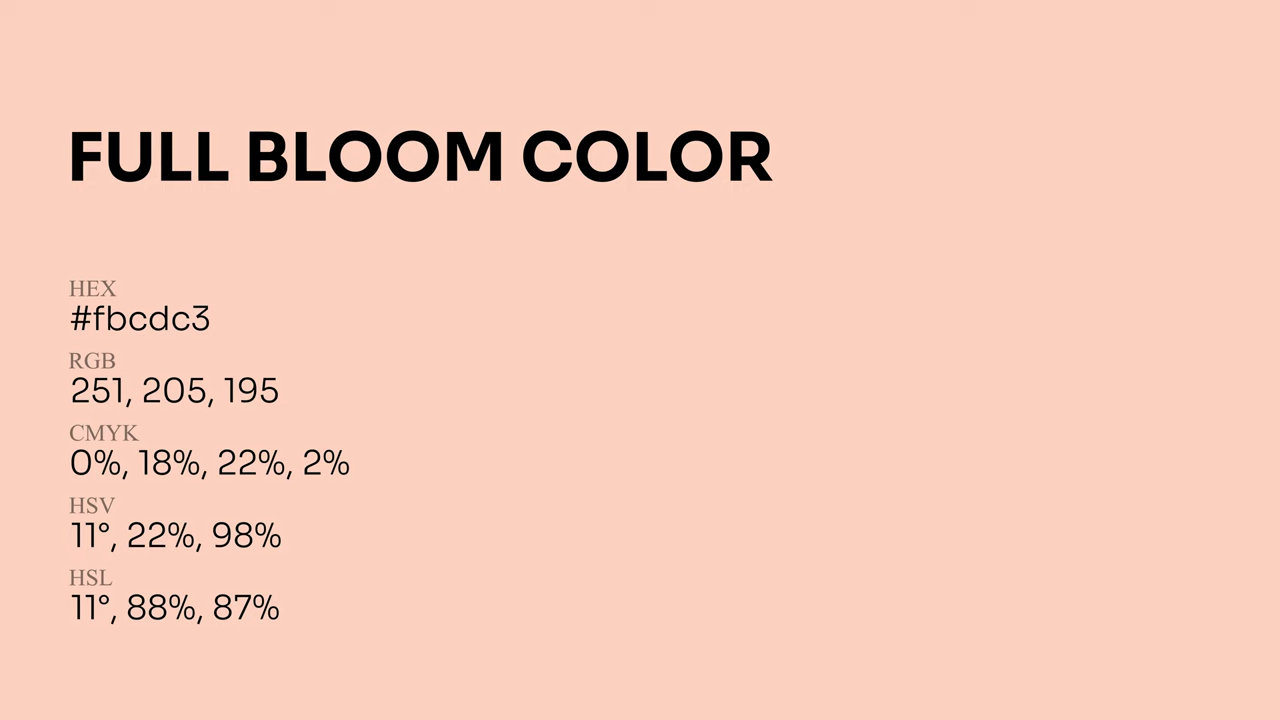 FULL BLOOM COLOR
HEX
#fbcdc3
RGB
251, 205, 195
CMYK
0%, 18%, 22%, 2%
HSV
11°, 22%, 98%
HSL
11°, 88%, 87%